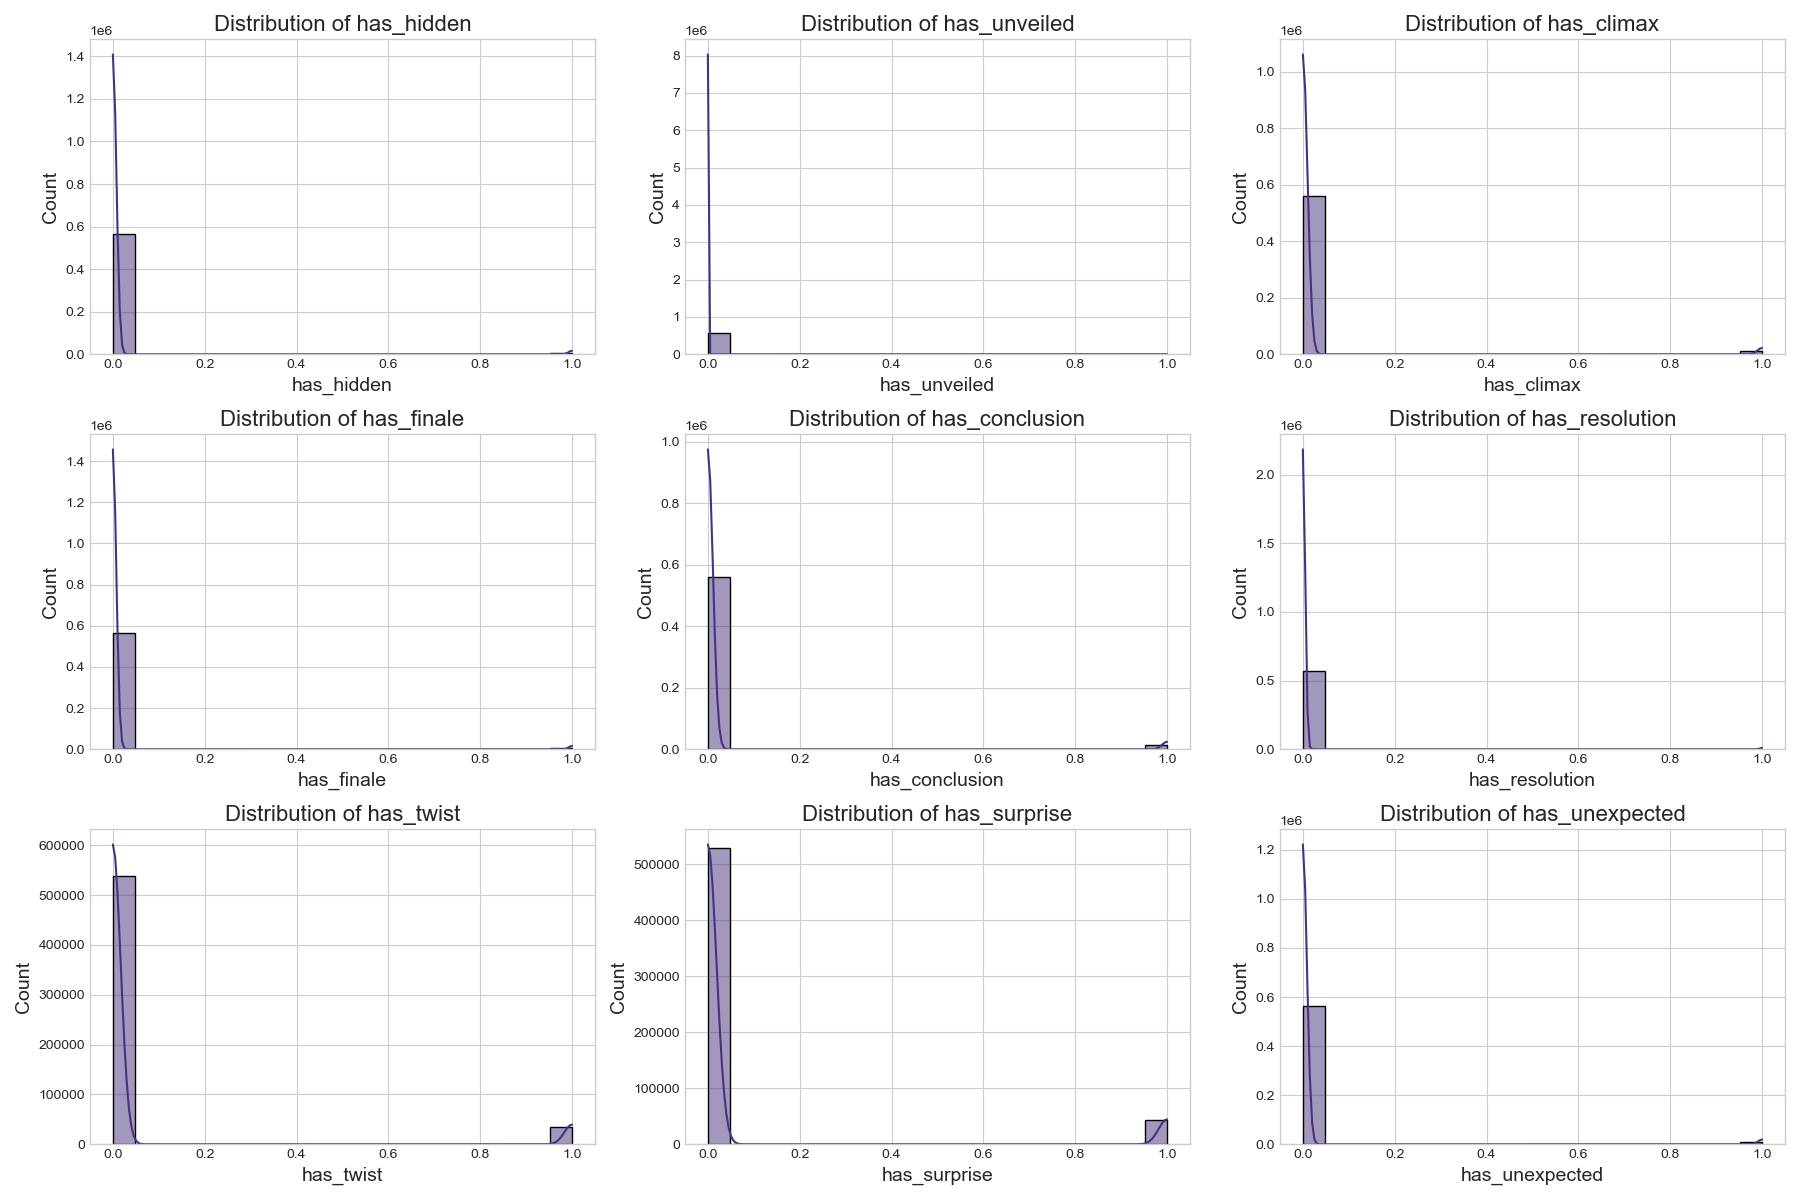 Distribution of has_hidden
1e6
1.4
1.2
1.0
0.8
0.6
0.4
0.2
0.0
Count
0.0 0.2 0.4 0.6 0.8 1.0
has_hidden
Distribution of has_unveiled
1e6
8
7
6
5
4
3
2
1
0
Count
0.0 0.2 0.4 0.6 0.8 1.0
has_unveiled
Distribution of has_climax
1e6
1.0
0.8
0.6
0.4
0.2
0.0
Count
0.0 0.2 0.4 0.6 0.8 1.0
has_climax
Distribution of has_finale
1e6
1.4
1.2
1.0
0.8
0.6
0.4
0.2
0.0
Count
0.0 0.2 0.4 0.6 0.8 1.0
has_finale
Distribution of has_conclusion
1e6
1.0
0.8
0.6
0.4
0.2
0.0
Count
0.0 0.2 0.4 0.6 0.8 1.0
has_conclusion
Distribution of has_resolution
1e6
2.0
1.5
1.0
0.5
0.0
Count
0.0 0.2 0.4 0.6 0.8 1.0
has_resolution
Distribution of has_twist
600000
500000
400000
300000
200000
100000
0
Count
0.0 0.2 0.4 0.6 0.8 1.0
has_twist
Distribution of has_surprise
500000
400000
300000
200000
100000
0
Count
0.0 0.2 0.4 0.6 0.8 1.0
has_surprise
Distribution of has_unexpected
1e6
1.2
1.0
0.8
0.6
0.4
0.2
0.0
Count
0.0 0.2 0.4 0.6 0.8 1.0
has_unexpected